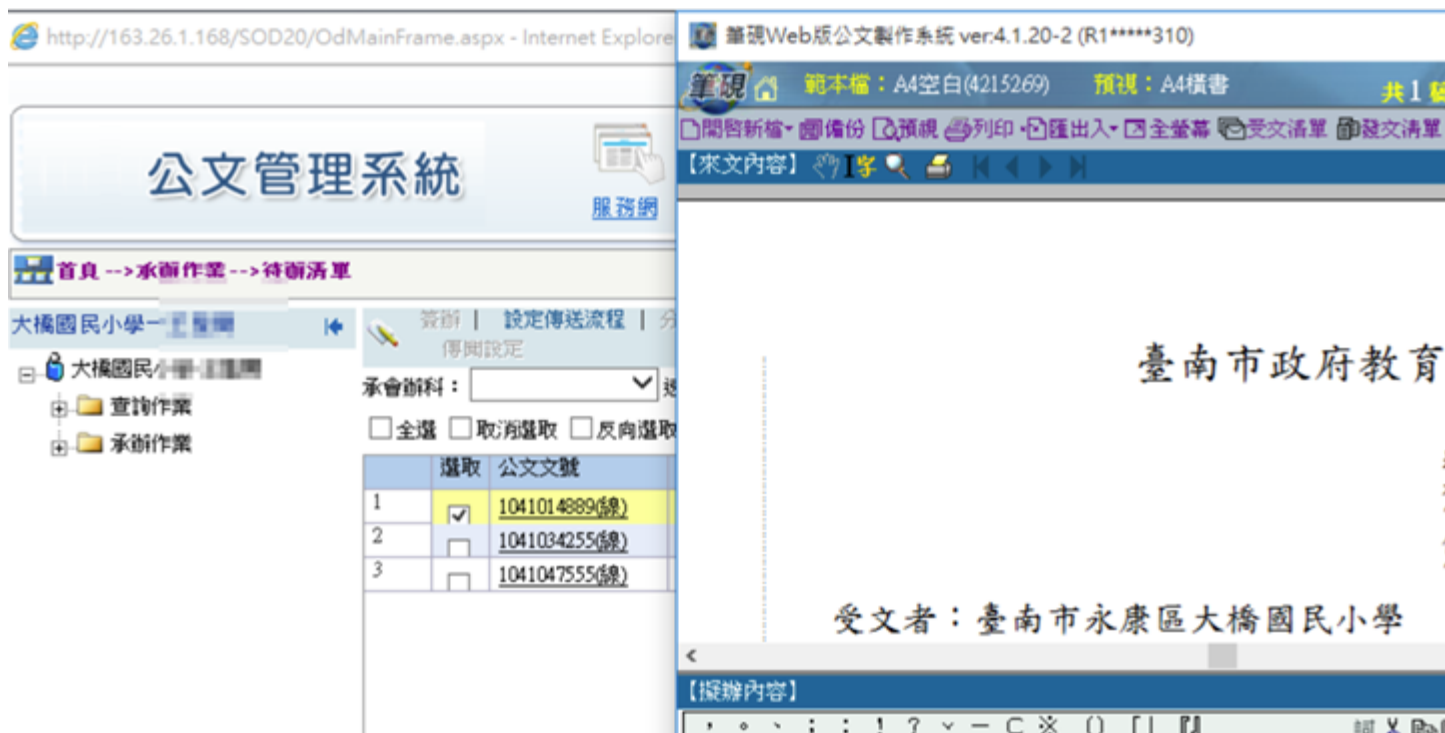 http://163.26.1.168/SOD20/OdMainFrame.aspx - Internet Explore
公文管理系統
服務網
首頁 -->承辦作業-->待辦清單
大橋國民小學
大橋國民小
查詢作業
承辦作業
簽辦 | 設定傳送流程 |
傳閱設定
承會辦科：
全選 取消選取 反向選取
選取 公文文號
1 1041014889(線)
2 1041034255(線)
3 1041047555(線)
筆硯Web版公文製作系統 ver:4.1.20-2 (R1*****310)
筆硯 範本檔：A4空白(4215269) 預視：A4橫書 共1
開啓新檔 備份 預視 列印 匯出入 全螢幕 受文清單 發文清單
【來文內容】 I字
臺南市政府教育
受文者：臺南市永康區大橋國民小學
【擬辦內容】
，。、；：！？ˇ－ㄈ※（）「」『』